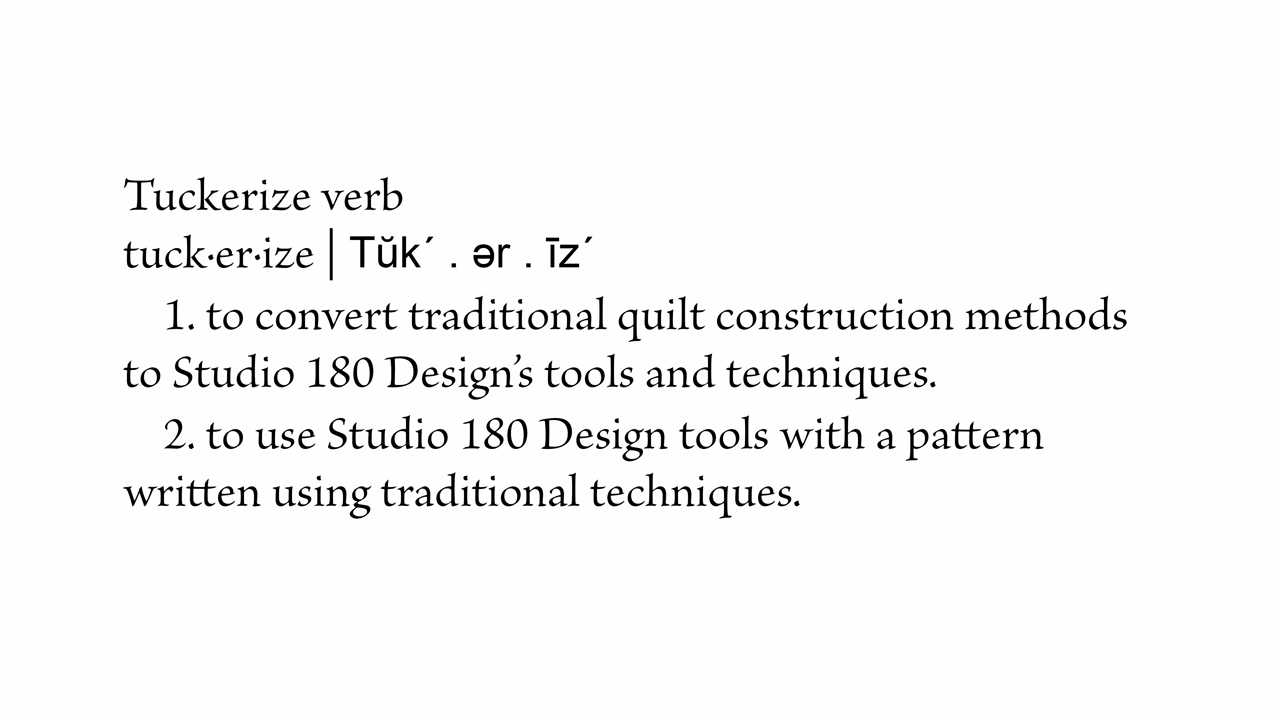 Tuckerize verb
tuck·er·ize | Tŭk´ . ər . īz´
1. to convert traditional quilt construction methods
to Studio 180 Design’s tools and techniques.
2. to use Studio 180 Design tools with a pattern
written using traditional techniques.